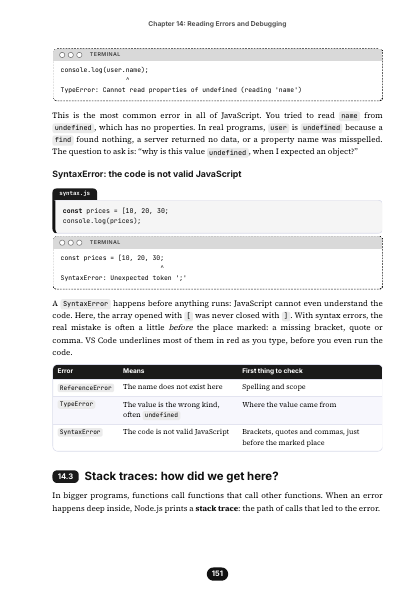 Chapter 14: Reading Errors and Debugging
TERMINAL
console.log(user.name);
^
TypeError: Cannot read properties of undefined (reading 'name')
This is the most common error in all of JavaScript. You tried to read name from
undefined, which has no properties. In real programs, user is undefined because a
find found nothing, a server returned no data, or a property name was misspelled.
The question to ask is: “why is this value undefined, when I expected an object?”
SyntaxError: the code is not valid JavaScript
syntax.js
const prices = [10, 20, 30;
console.log(prices);
TERMINAL
const prices = [10, 20, 30;
^
SyntaxError: Unexpected token ';'
A SyntaxError happens before anything runs: JavaScript cannot even understand the
code. Here, the array opened with [ was never closed with ]. With syntax errors, the
real mistake is often a little before the place marked: a missing bracket, quote or
comma. VS Code underlines most of them in red as you type, before you even run the
code.
Error Means First thing to check
ReferenceError The name does not exist here Spelling and scope
TypeError The value is the wrong kind, Where the value came from
often undefined
SyntaxError The code is not valid JavaScript Brackets, quotes and commas, just
before the marked place
14.3 Stack traces: how did we get here?
In bigger programs, functions call functions that call other functions. When an error
happens deep inside, Node.js prints a stack trace: the path of calls that led to the error.
151